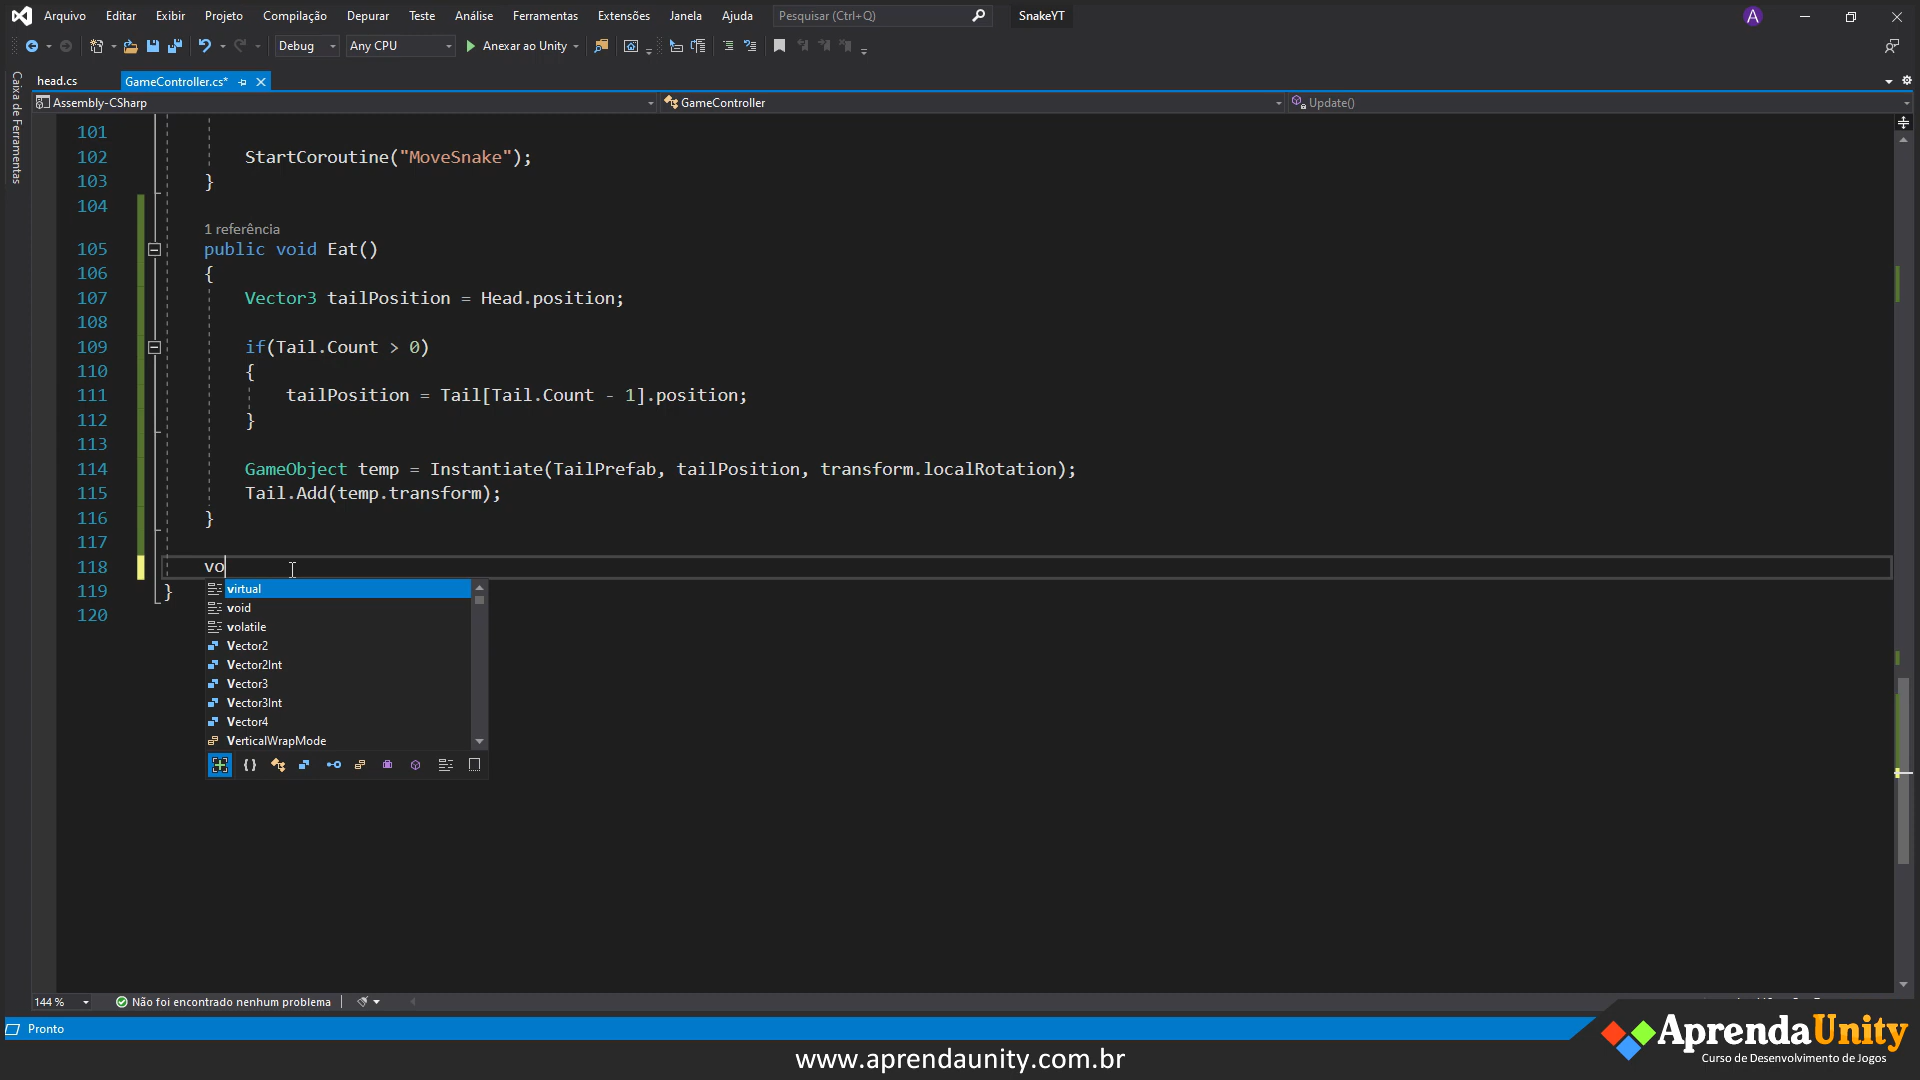 Arquivo Editar Exibir Projeto Compilação Depurar Teste Análise Ferramentas Extensões Janela Ajuda Pesquisar (Ctrl+Q) SnakeYT A
Debug Any CPU Anexar ao Unity
Caixa de Ferramentas
head.cs GameController.cs*
Assembly-CSharp GameController Update()
101
102 StartCoroutine("MoveSnake");
103 }
104
1 referência
105 public void Eat()
106 {
107 Vector3 tailPosition = Head.position;
108
109 if(Tail.Count > 0)
110 {
111 tailPosition = Tail[Tail.Count - 1].position;
112 }
113
114 GameObject temp = Instantiate(TailPrefab, tailPosition, transform.localRotation);
115 Tail.Add(temp.transform);
116 }
117
118 vo
119 }
120
virtual
void
volatile
Vector2
Vector2Int
Vector3
Vector3Int
Vector4
VerticalWrapMode
144 % Não foi encontrado nenhum problema
Pronto
AprendaUnity
Curso de Desenvolvimento de Jogos
www.aprendaunity.com.br